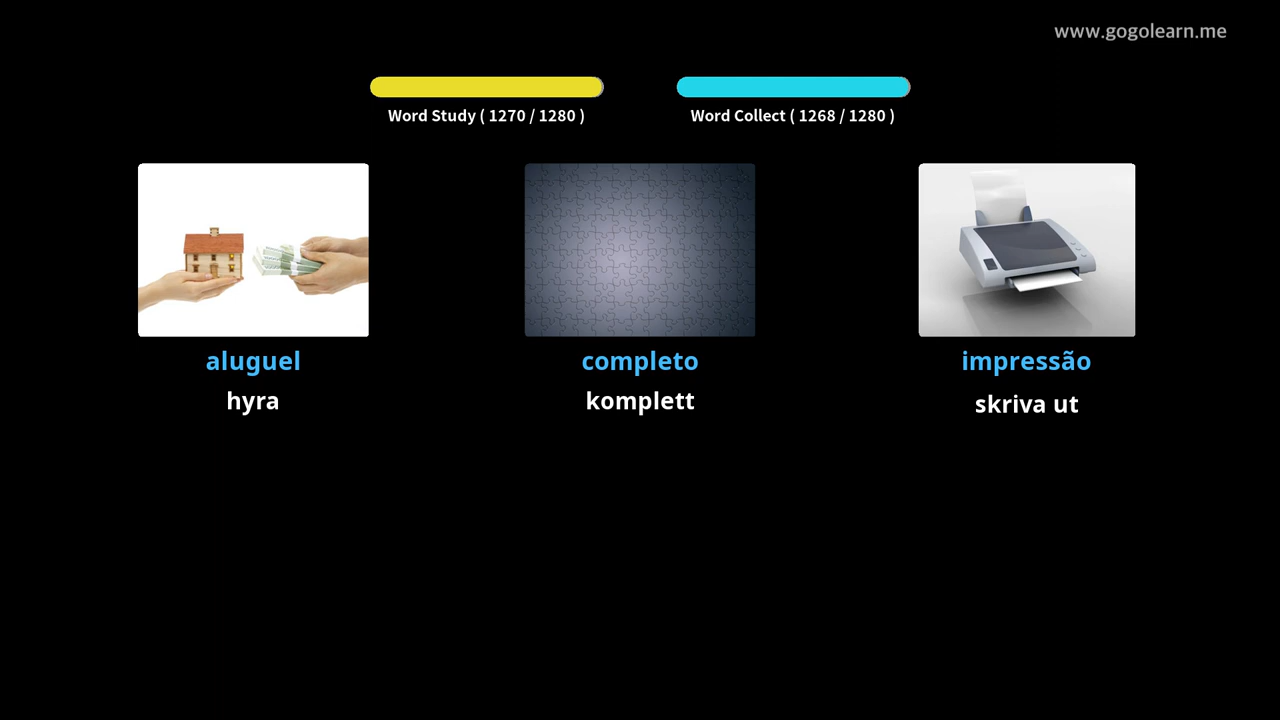 www.gogolearn.me
Word Study ( 1270 / 1280 )
Word Collect ( 1268 / 1280 )
aluguel
hyra
completo
komplett
impressão
skriva ut